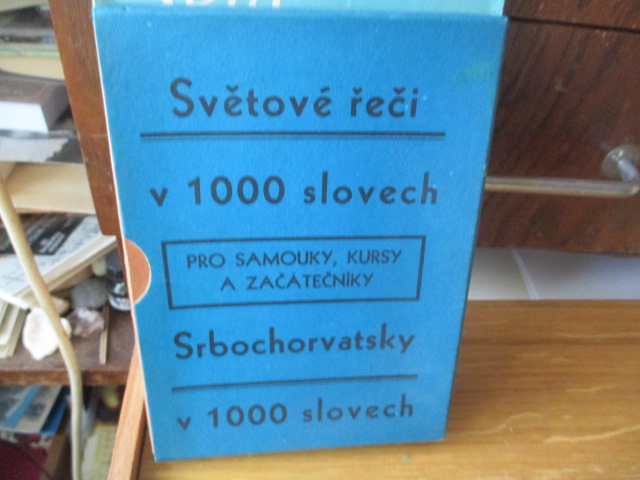 Světové řeči
v 1000 slovech
PRO SAMOUKY, KURSY
A ZAČÁTEČNÍKY
Srbochorvatsky
v 1000 slovech